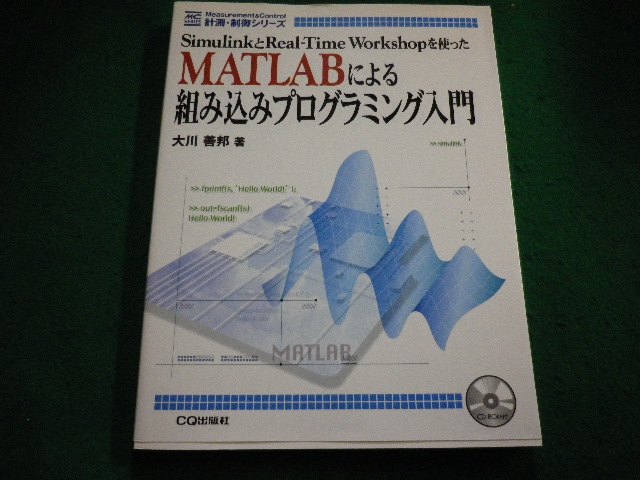 MC
SERIES
Measurement&Control
計測・制御シリーズ
SimulinkとReal-Time Workshopを使った
MATLABによる
組み込みプログラミング入門
大川 善邦 著
>>simulink
>> fprintf(s, 'Hello World!' );
>> out=fscanf(s)
Hello World!
MATLAB
CD-ROM付
CQ出版社